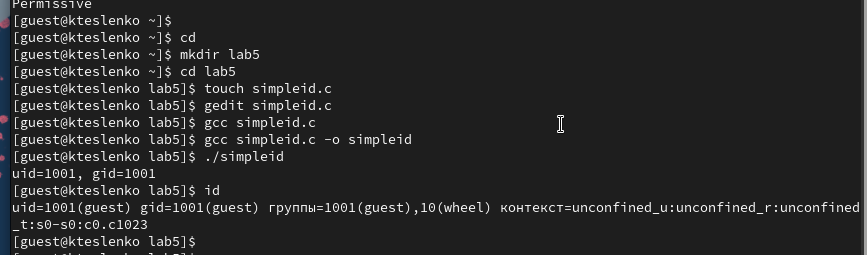 Permissive
[guest@kteslenko ~]$
[guest@kteslenko ~]$ cd
[guest@kteslenko ~]$ mkdir lab5
[guest@kteslenko ~]$ cd lab5
[guest@kteslenko lab5]$ touch simpleid.c
[guest@kteslenko lab5]$ gedit simpleid.c
[guest@kteslenko lab5]$ gcc simpleid.c
[guest@kteslenko lab5]$ gcc simpleid.c -o simpleid
[guest@kteslenko lab5]$ ./simpleid
uid=1001, gid=1001
[guest@kteslenko lab5]$ id
uid=1001(guest) gid=1001(guest) группы=1001(guest),10(wheel) контекст=unconfined_u:unconfined_r:unconfined
_t:s0-s0:c0.c1023
[guest@kteslenko lab5]$